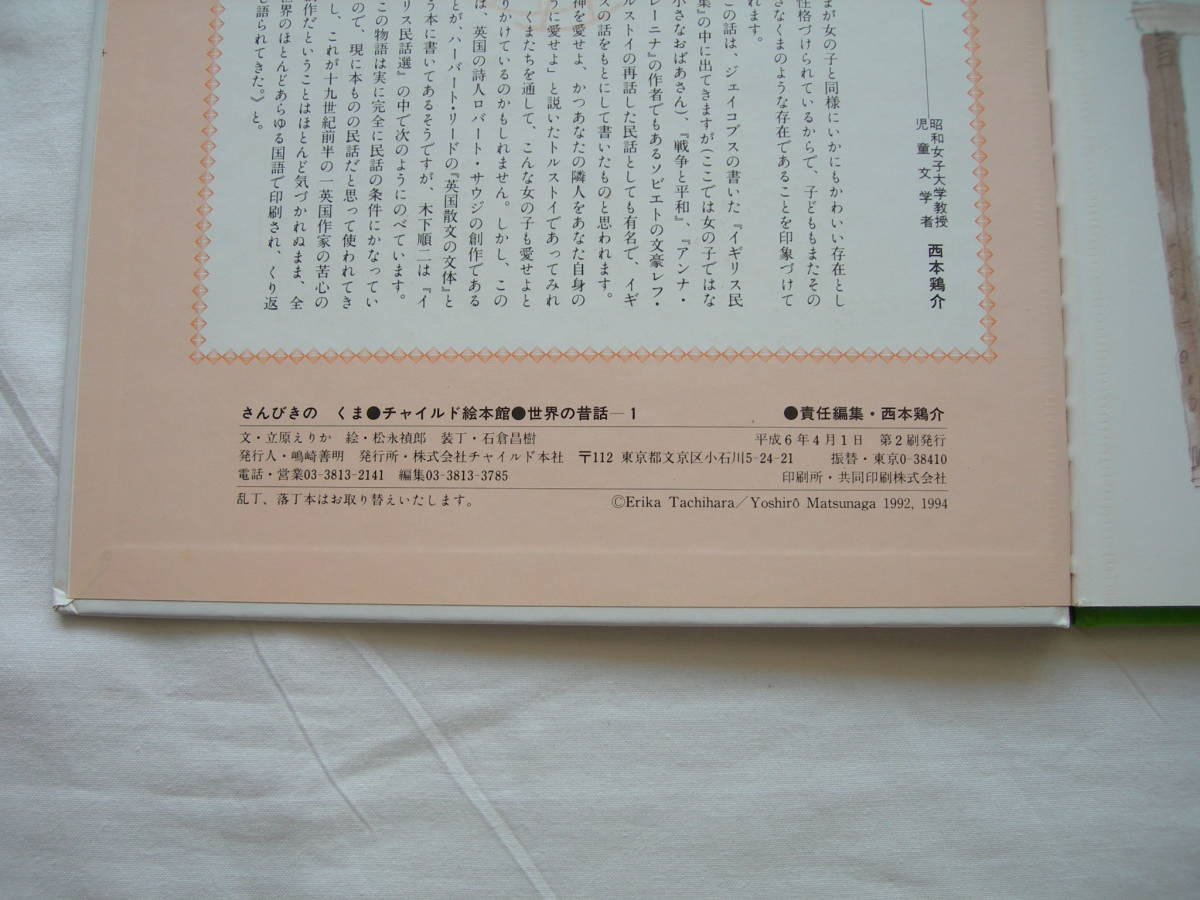 昭和女子大学教授
児童文学者
西本鶏介
まが女の子と同様にいかにもかわいい存在とし
性格づけられているからで、子どももまたその
さなくまのような存在であることを印象づけて
れます。
この話は、ジェイコブスの書いた『イギリス民
集』の中に出てきますが（ここでは女の子ではな
小さなおばあさん）、『戦争と平和』、『アンナ・
レーニナ』の作者でもあるソビエトの文豪レフ・
ルストイの再話した民話としても有名で、イギ
スの話をもとにして書いたものと思われます。
神を愛せよ、かつあなたの隣人をあなた自身の
うに愛せよ」と説いたトルストイであってみれ
くまたちを通して、こんな女の子も愛せよと
りかけているのかもしれません。しかし、この
は、英国の詩人ロバート・サウジの創作である
とが、ハーバート・リードの『英国散文の文体』と
う本に書いてあるそうですが、木下順二は『イ
リス民話選』の中で次のようにのべています。
この物語は実に完全に民話の条件にかなってい
ので、現に本ものの民話だと思って使われてき
し、これが十九世紀前半の一英国作家の苦心の
作だということはほとんど気づかれぬまま、全
世界のほとんどあらゆる国語で印刷され、くり返
し語られてきた。》と。
さんびきの くま●チャイルド絵本館●世界の昔話—1 ●責任編集・西本鶏介
文・立原えりか 絵・松永禎郎 装丁・石倉昌樹 平成6年4月1日 第2刷発行
発行人・嶋崎善明 発行所・株式会社チャイルド本社 〒112 東京都文京区小石川5-24-21 振替・東京0-38410
電話・営業03-3813-2141 編集03-3813-3785 印刷所・共同印刷株式会社
乱丁、落丁本はお取り替えいたします。 ©Erika Tachihara/Yoshirô Matsunaga 1992, 1994